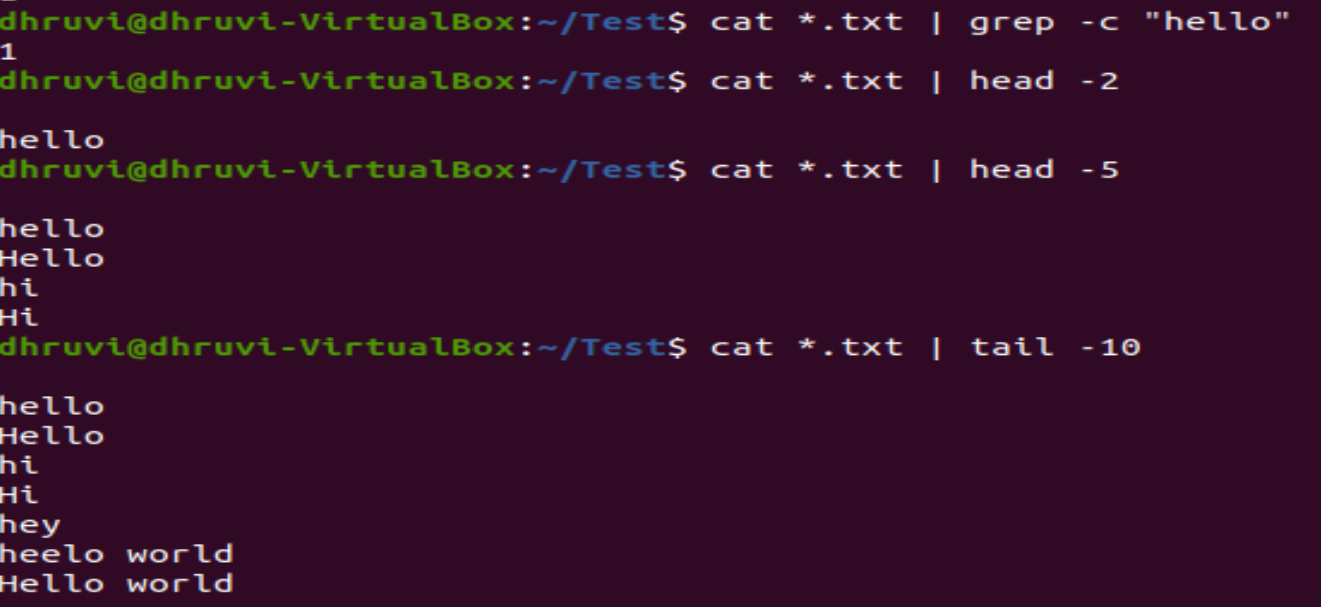 dhruvi@dhruvi-VirtualBox:~/Test$ cat *.txt | grep -c "hello"
1
dhruvi@dhruvi-VirtualBox:~/Test$ cat *.txt | head -2

hello
dhruvi@dhruvi-VirtualBox:~/Test$ cat *.txt | head -5

hello
Hello
hi
Hi
dhruvi@dhruvi-VirtualBox:~/Test$ cat *.txt | tail -10

hello
Hello
hi
Hi
hey
heelo world
Hello world